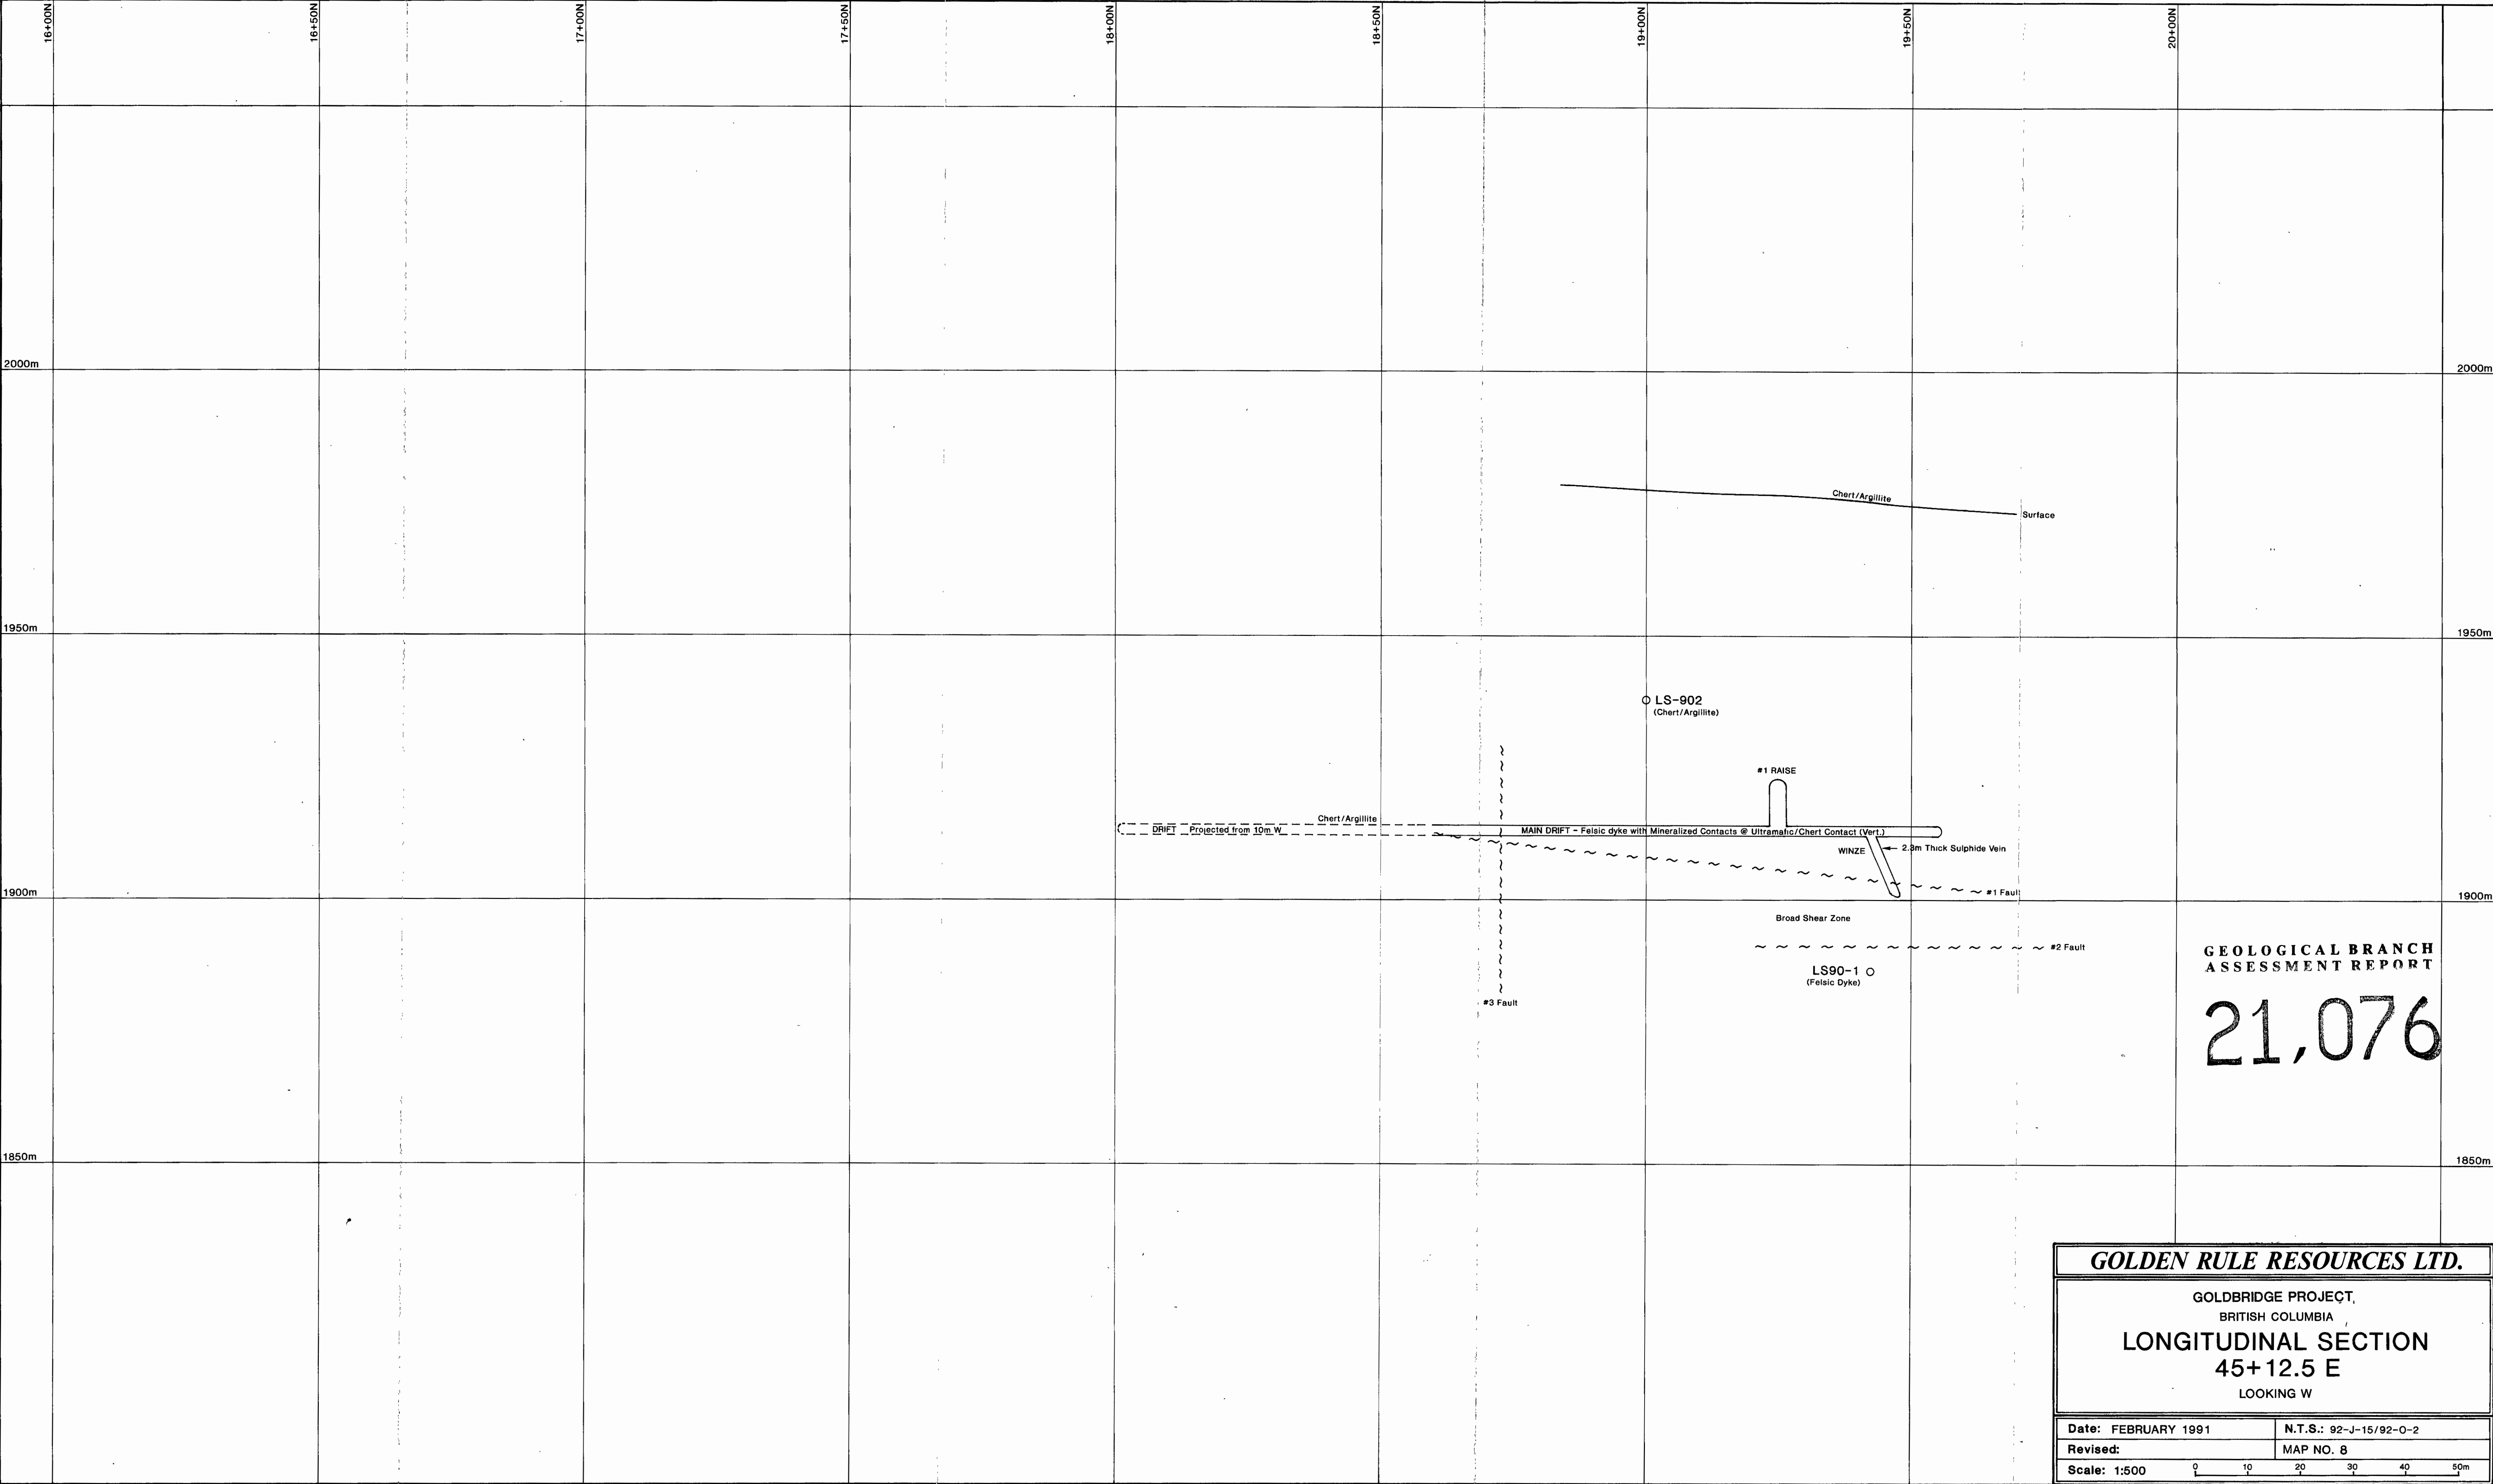 16+00N
16+50N
17+00N
17+50N
18+00N
18+50N
19+00N
19+50N
20+00N
2000m
2000m
Chert/Argillite
Surface
1950m
1950m
LS-902
(Chert/Argillite)
#1 RAISE
Chert/Argillite
DRIFT Projected from 10m W
MAIN DRIFT - Felsic dyke with Mineralized Contacts @ Ultramafic/Chert Contact (Vert.)
WINZE
2.3m Thick Sulphide Vein
#1 Fault
1900m
1900m
Broad Shear Zone
#2 Fault
LS90-1
(Felsic Dyke)
#3 Fault
GEOLOGICAL BRANCH
ASSESSMENT REPORT
21,076
1850m
1850m
GOLDEN RULE RESOURCES LTD.
GOLDBRIDGE PROJECT,
BRITISH COLUMBIA
LONGITUDINAL SECTION
45+12.5 E
LOOKING W
Date: FEBRUARY 1991
N.T.S.: 92-J-15/92-O-2
Revised:
MAP NO. 8
Scale: 1:500
0 10 20 30 40 50m